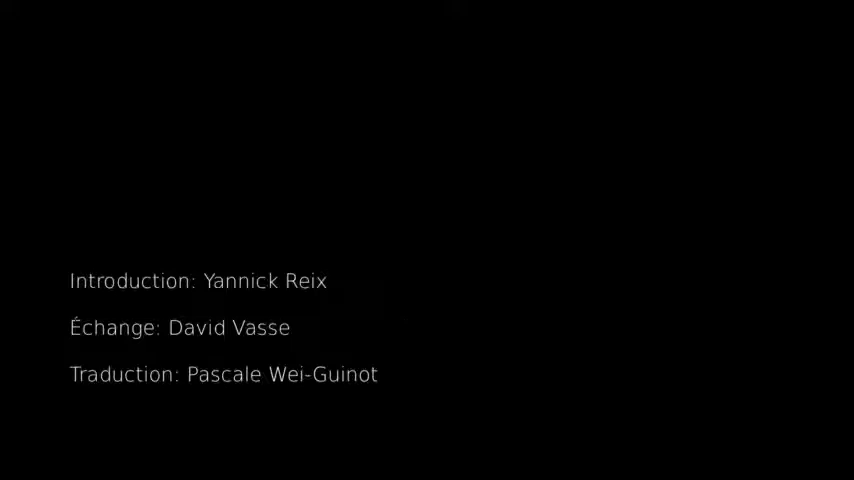 Introduction: Yannick Reix
Échange: David Vasse
Traduction: Pascale Wei-Guinot